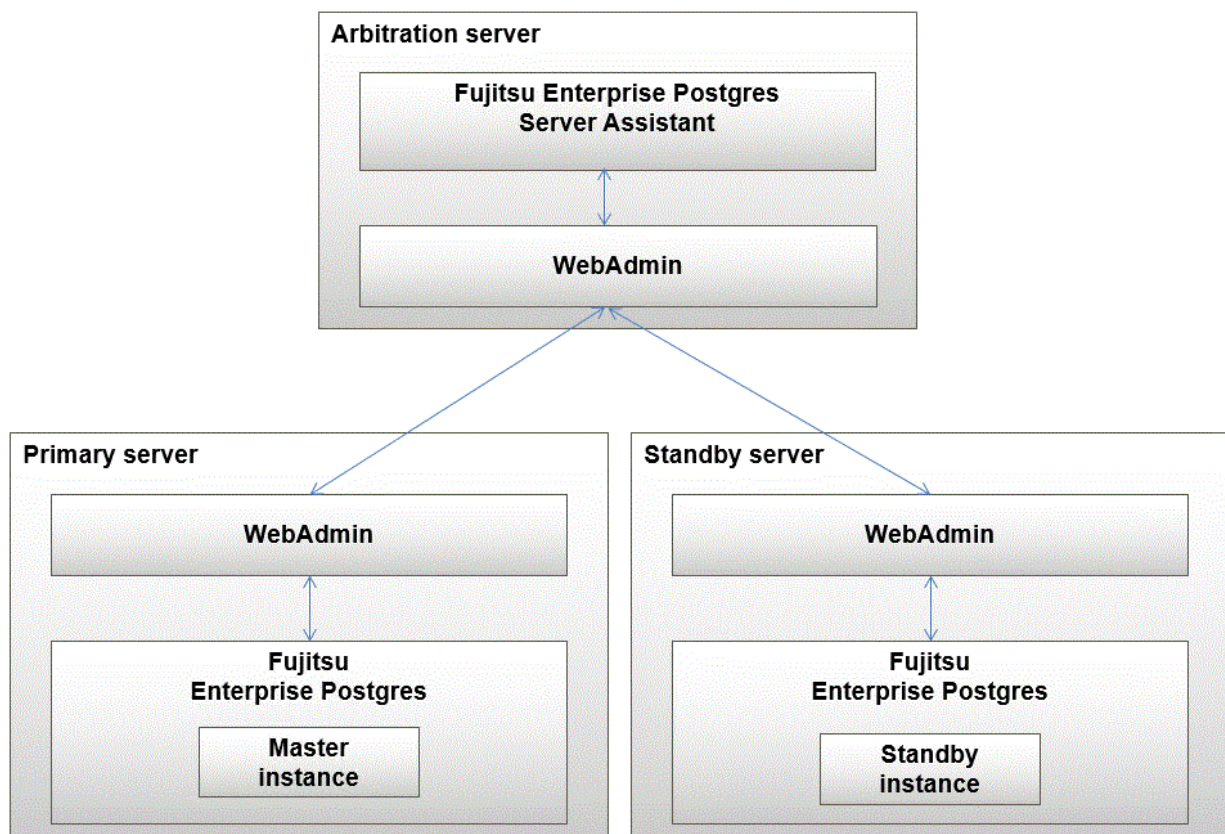 Arbitration server
Fujitsu Enterprise Postgres
Server Assistant
WebAdmin
Primary server
WebAdmin
Fujitsu
Enterprise Postgres
Master
instance
Standby server
WebAdmin
Fujitsu
Enterprise Postgres
Standby
instance